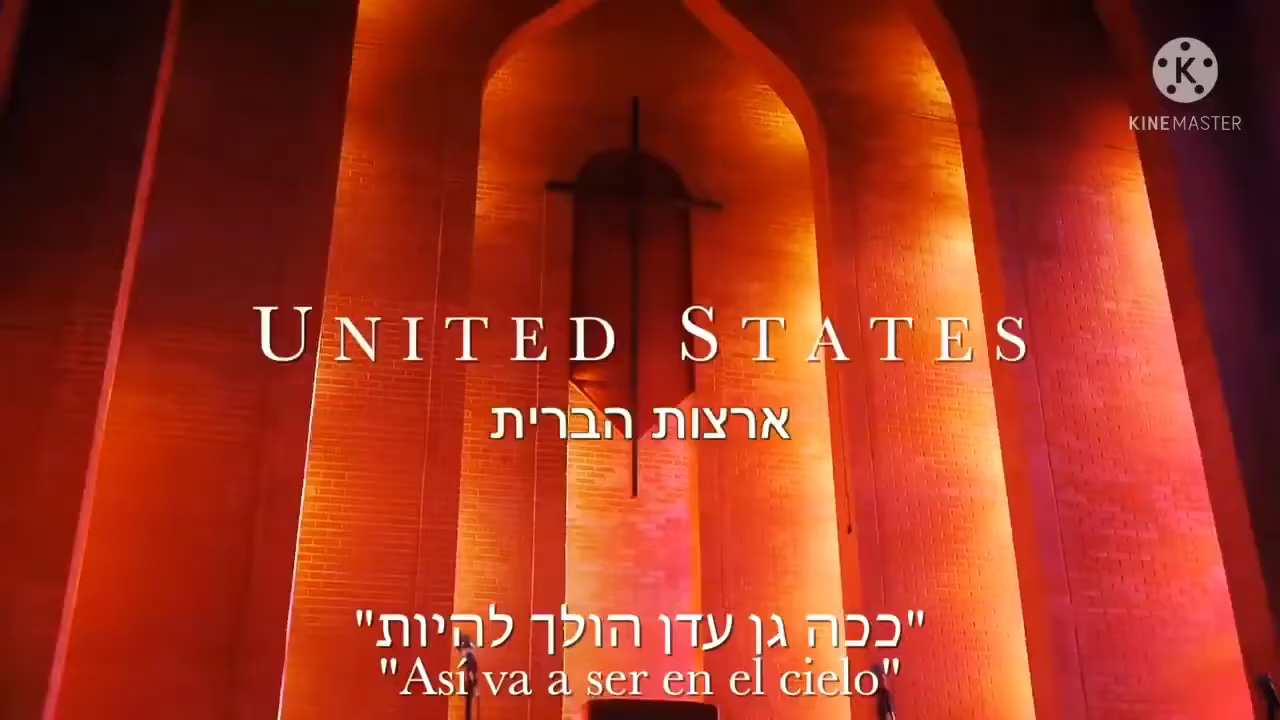 KINEMASTER
UNITED STATES
ארצות הברית
"ככה גן עדן הולך להיות"
"Así va a ser en el cielo"